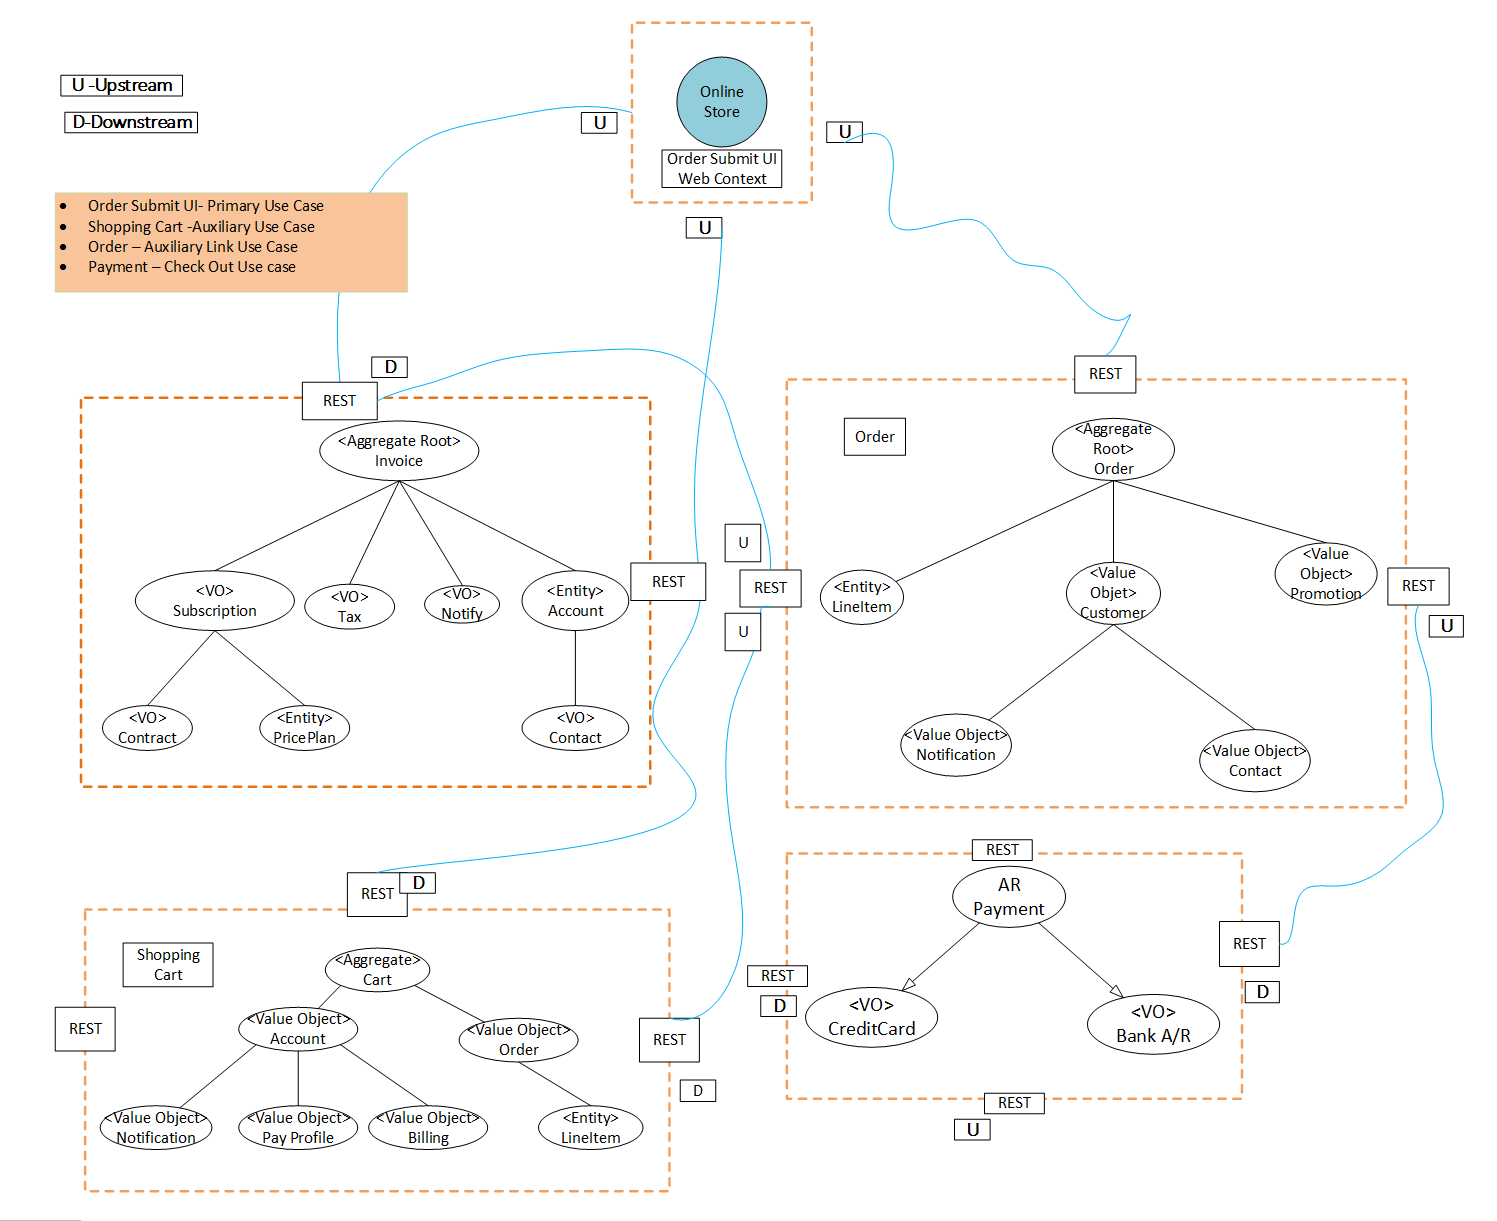 Online
Store
Order Submit UI
Web Context
U -Upstream
D-Downstream
U
U
U
• Order Submit UI- Primary Use Case
• Shopping Cart -Auxiliary Use Case
• Order – Auxiliary Link Use Case
• Payment – Check Out Use case
D
REST
<Aggregate Root>
Invoice
<VO>
Subscription
<VO>
Tax
<VO>
Notify
<Entity>
Account
<VO>
Contract
<Entity>
PricePlan
<VO>
Contact
REST
U
REST
U
REST
Order
<Aggregate
Root>
Order
<Entity>
LineItem
<Value
Objet>
Customer
<Value
Object>
Promotion
REST
U
<Value Object>
Notification
<Value Object>
Contact
REST
D
Shopping
Cart
<Aggregate>
Cart
REST
<Value Object>
Account
<Value Object>
Order
REST
D
<Value Object>
Notification
<Value Object>
Pay Profile
<Value Object>
Billing
<Entity>
LineItem
REST
AR
Payment
REST
D
REST
D
<VO>
CreditCard
<VO>
Bank A/R
REST
U